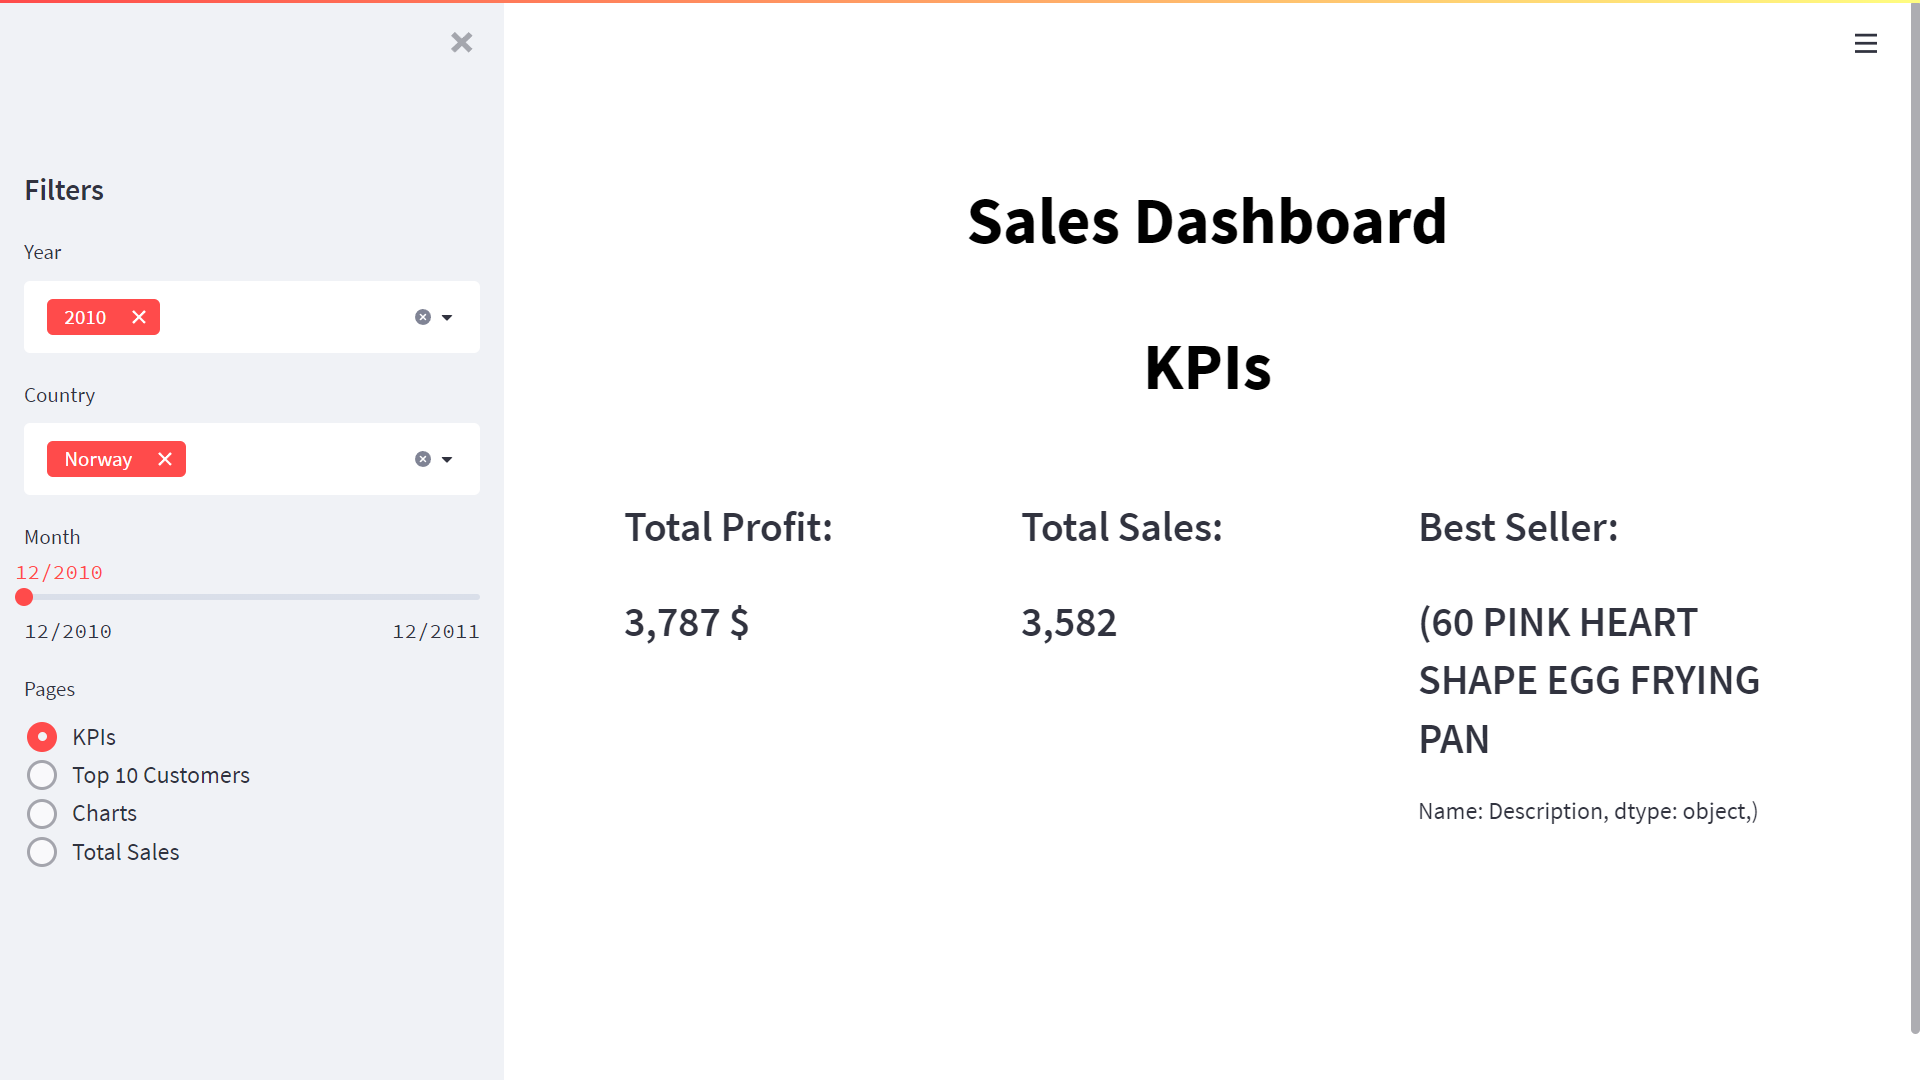 Filters
Year
2010
Country
Norway
Month
12/2010
12/2010 12/2011
Pages
KPIs
Top 10 Customers
Charts
Total Sales
Sales Dashboard
KPIs
Total Profit:
3,787 $
Total Sales:
3,582
Best Seller:
(60 PINK HEART
SHAPE EGG FRYING
PAN
Name: Description, dtype: object,)